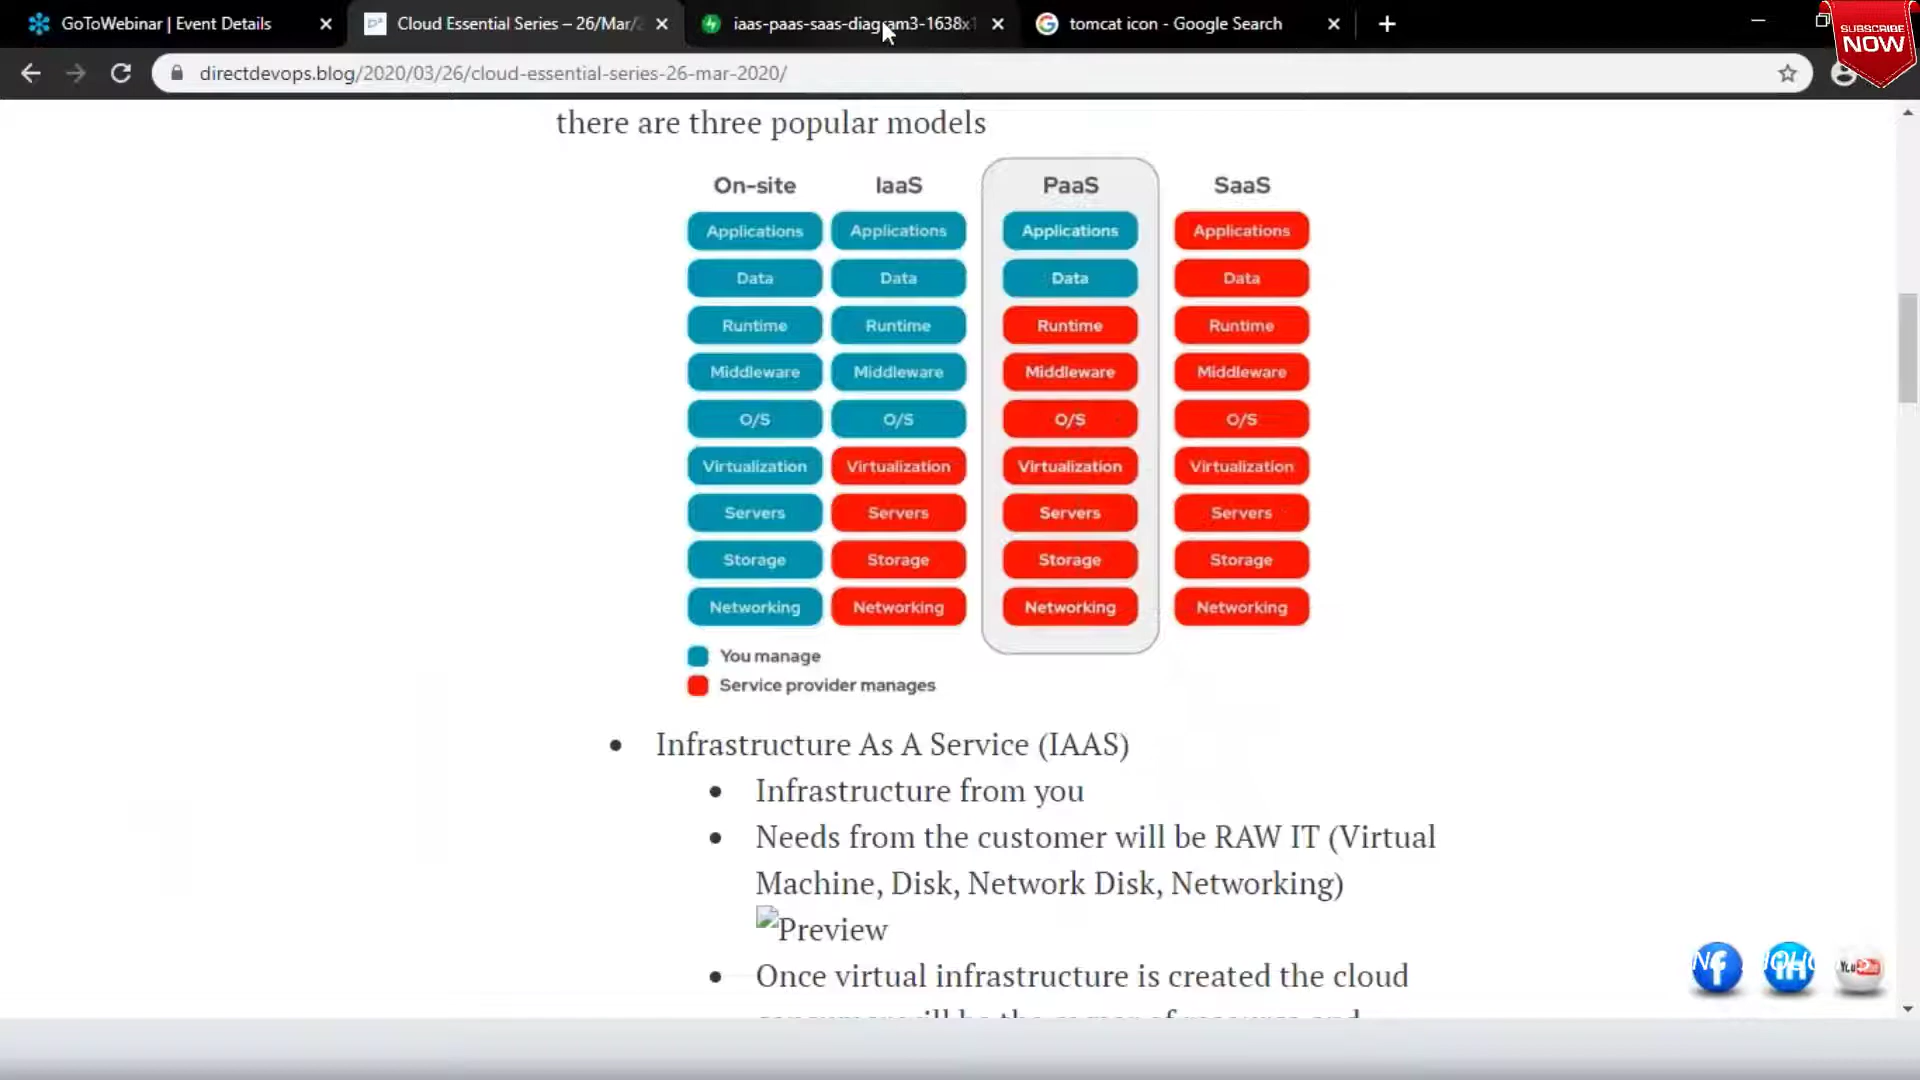 GoToWebinar | Event Details
Cloud Essential Series – 26/Mar/2
iaas-paas-saas-diagram3-1638x1
tomcat icon - Google Search
SUBSCRIBE
NOW
directdevops.blog/2020/03/26/cloud-essential-series-26-mar-2020/
there are three popular models
On-site IaaS PaaS SaaS
Applications Applications Applications Applications
Data Data Data Data
Runtime Runtime Runtime Runtime
Middleware Middleware Middleware Middleware
O/S O/S O/S O/S
Virtualization Virtualization Virtualization Virtualization
Servers Servers Servers Servers
Storage Storage Storage Storage
Networking Networking Networking Networking
You manage
Service provider manages
Infrastructure As A Service (IAAS)
Infrastructure from you
Needs from the customer will be RAW IT (Virtual
Machine, Disk, Network Disk, Networking)
Preview
Once virtual infrastructure is created the cloud